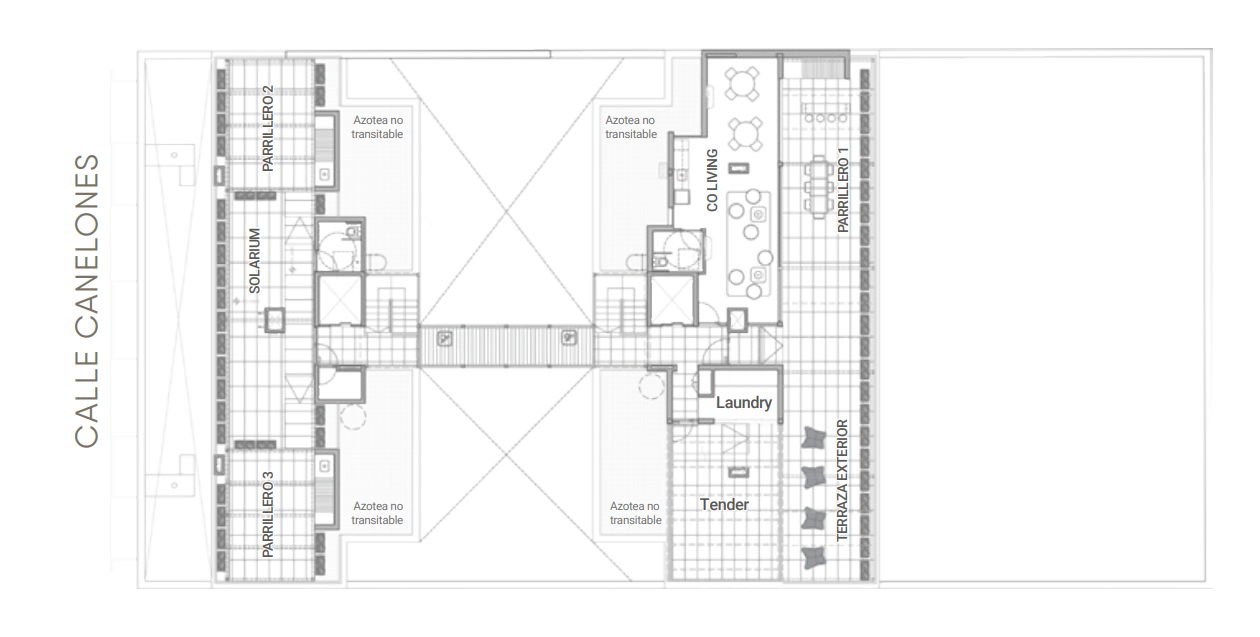 CALLE CANELONES
PARRILLERO 2
SOLARIUM
PARRILLERO 3
Azotea no
transitable
Azotea no
transitable
Azotea no
transitable
Azotea no
transitable
CO LIVING
PARRILLERO 1
Laundry
Tender
TERRAZA EXTERIOR